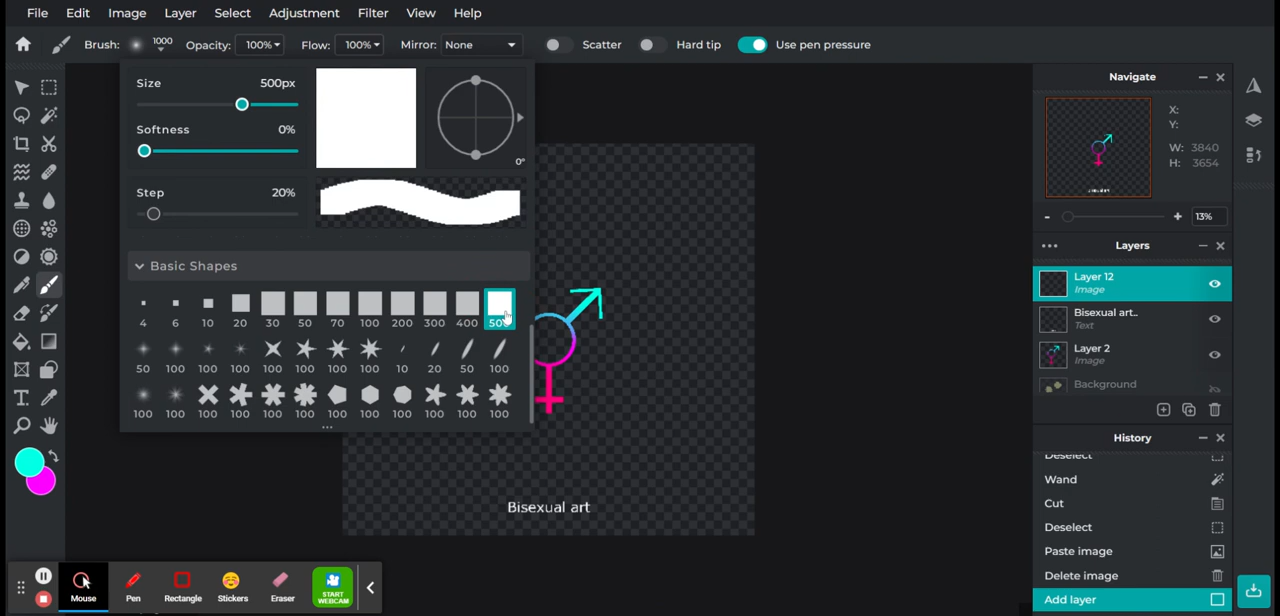 File Edit Image Layer Select Adjustment Filter View Help
Brush: 1000 Opacity: 100% Flow: 100% Mirror: None Scatter Hard tip Use pen pressure
Size 500px
Softness 0%
0°
Step 20%
Basic Shapes
4 6 10 20 30 50 70 100 200 300 400 500
50 100 100 100 100 100 100 100 10 20 50 100
100 100 100 100 100 100 100 100 100 100 100 100
Bisexual art
Navigate
X:
Y:
W: 3840
H: 3654
13%
Layers
Layer 12
Image
Bisexual art..
Text
Layer 2
Image
Background
History
Deselect
Wand
Cut
Deselect
Paste image
Delete image
Add layer
Mouse Pen Rectangle Stickers Eraser START WEBCAM